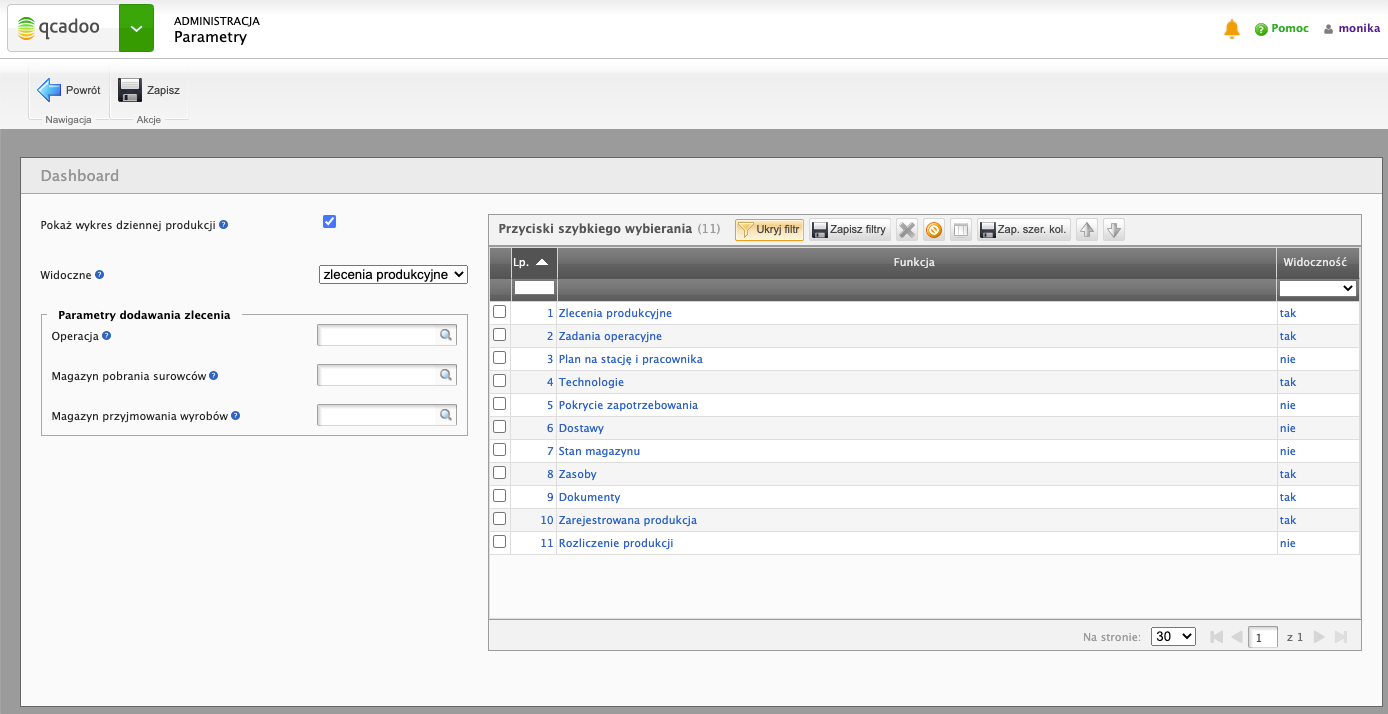 qcadoo
ADMINISTRACJA
Parametry
Pomoc
monika
Powrót
Zapisz
Nawigacja
Akcje
Dashboard
Pokaż wykres dziennej produkcji
Widoczne
zlecenia produkcyjne
Parametry dodawania zlecenia
Operacja
Magazyn pobrania surowców
Magazyn przyjmowania wyrobów
Przyciski szybkiego wybierania (11)
Ukryj filtr
Zapisz filtry
Zap. szer. kol.
Lp. Funkcja Widoczność
1 Zlecenia produkcyjne tak
2 Zadania operacyjne tak
3 Plan na stację i pracownika nie
4 Technologie tak
5 Pokrycie zapotrzebowania nie
6 Dostawy nie
7 Stan magazynu nie
8 Zasoby tak
9 Dokumenty tak
10 Zarejestrowana produkcja tak
11 Rozliczenie produkcji nie
Na stronie: 30 1 z 1